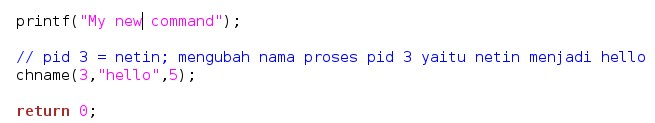 printf("My new command");
// pid 3 = netin; mengubah nama proses pid 3 yaitu netin menjadi hello
chname(3,"hello",5);
return 0;